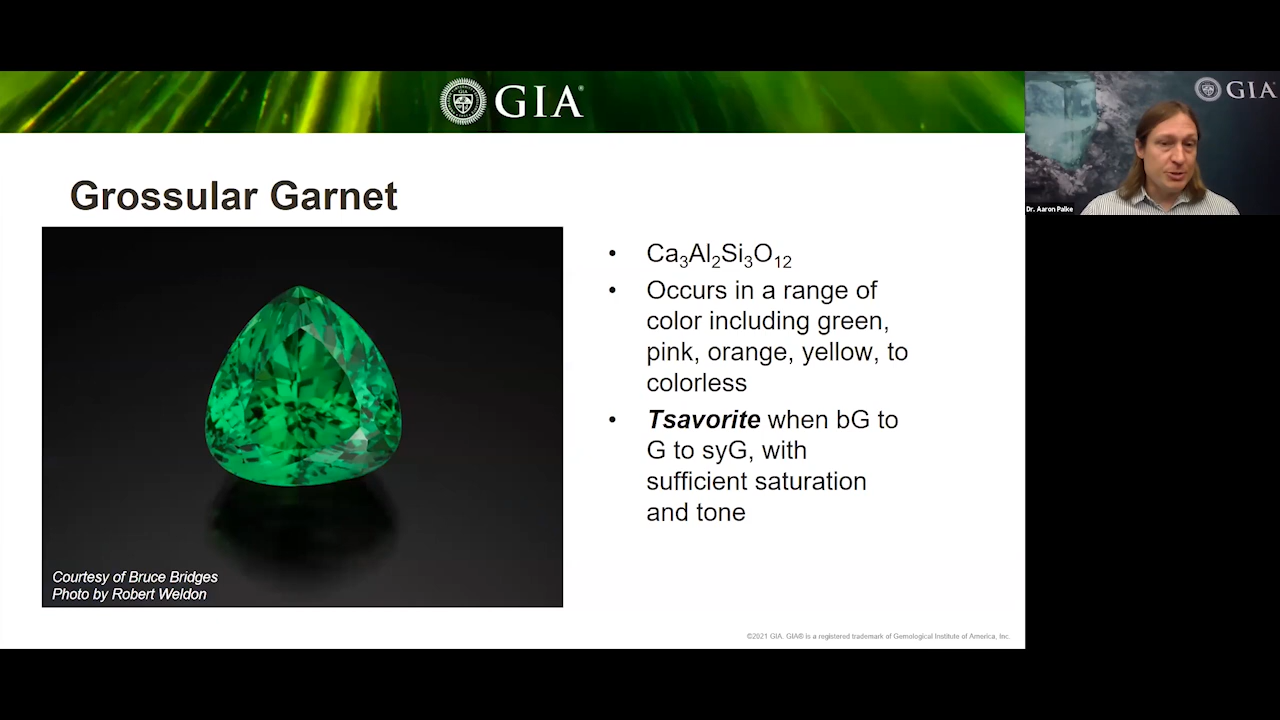 GIA
GIA
Dr. Aaron Palke
Grossular Garnet
• Ca₃Al₂Si₃O₁₂
• Occurs in a range of
color including green,
pink, orange, yellow, to
colorless
• Tsavorite when bG to
G to syG, with
sufficient saturation
and tone
Courtesy of Bruce Bridges
Photo by Robert Weldon
©2021 GIA. GIA® is a registered trademark of Gemological Institute of America, Inc.